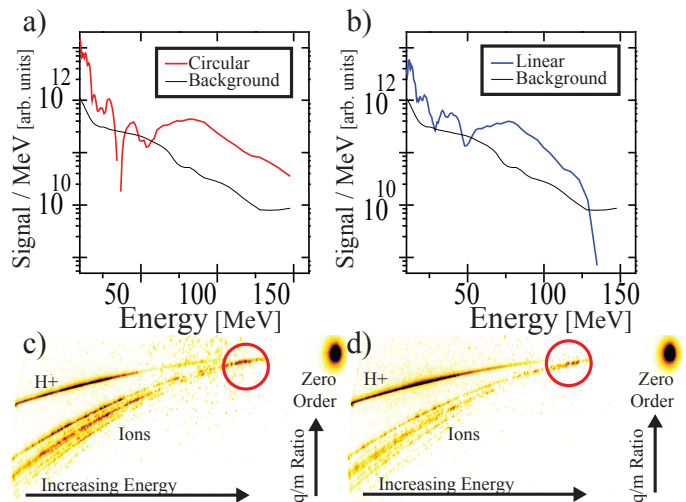 a)
Signal / MeV [arb. units]
10
12
10
10
Circular
Background
50
100
150
Energy [MeV]
b)
Signal / MeV [arb. units]
10
12
10
10
Linear
Background
50
100
150
Energy [MeV]
c)
H+
Ions
Increasing Energy
Zero
Order
q/m Ratio
d)
H+
Ions
Increasing Energy
Zero
Order
q/m Ratio